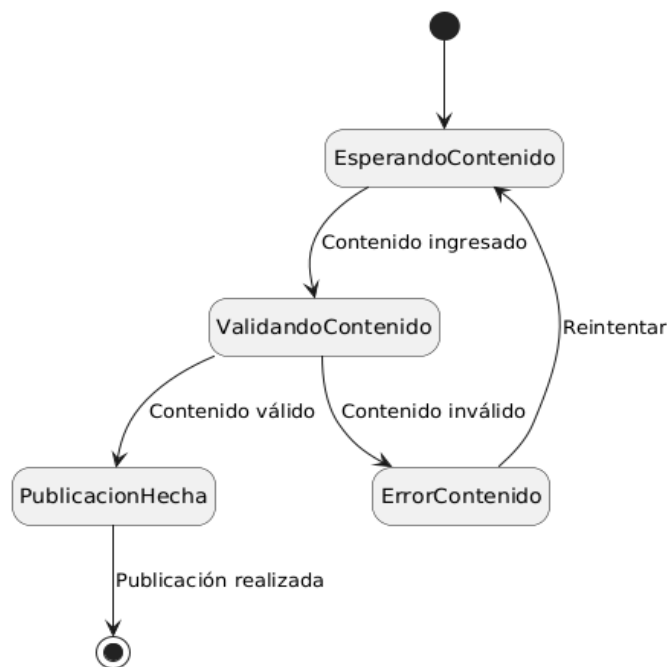 EsperandoContenido
Contenido ingresado
Reintentar
ValidandoContenido
Contenido válido
Contenido inválido
PublicacionHecha
ErrorContenido
Publicación realizada